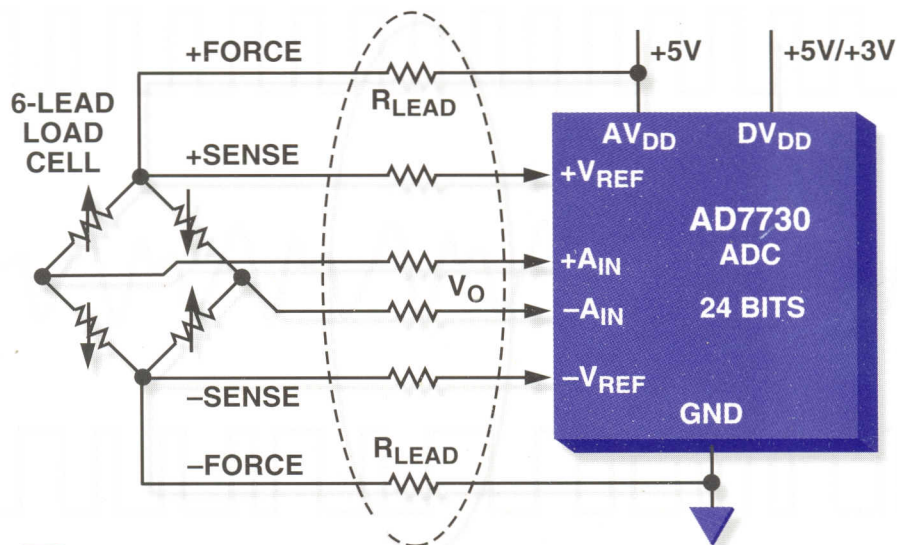 +FORCE
+5V
+5V/+3V
6-LEAD
LOAD
CELL
RLEAD
AVDD
DVDD
+SENSE
+VREF
AD7730
ADC
+AIN
VO
–AIN
24 BITS
–VREF
–SENSE
GND
–FORCE
RLEAD